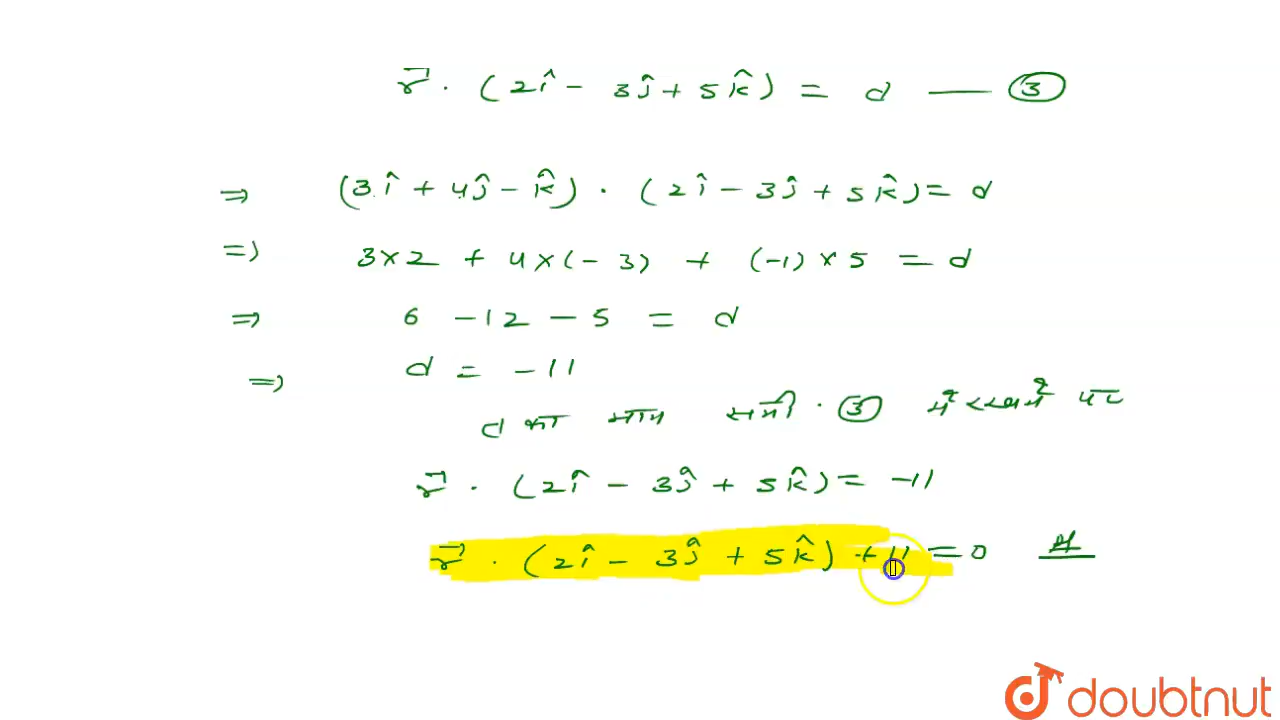 r⃗ · (2î − 3ĵ + 5k̂) = d — ③
⇒ (3î + 4ĵ − k̂) · (2î − 3ĵ + 5k̂) = d
⇒ 3×2 + 4×(−3) + (−1)×5 = d
⇒ 6 − 12 − 5 = d
⇒ d = −11
d का मान समी. ③ में रखने पर
r⃗ · (2î − 3ĵ + 5k̂) = −11
r⃗ · (2î − 3ĵ + 5k̂) + 11 = 0
doubtnut